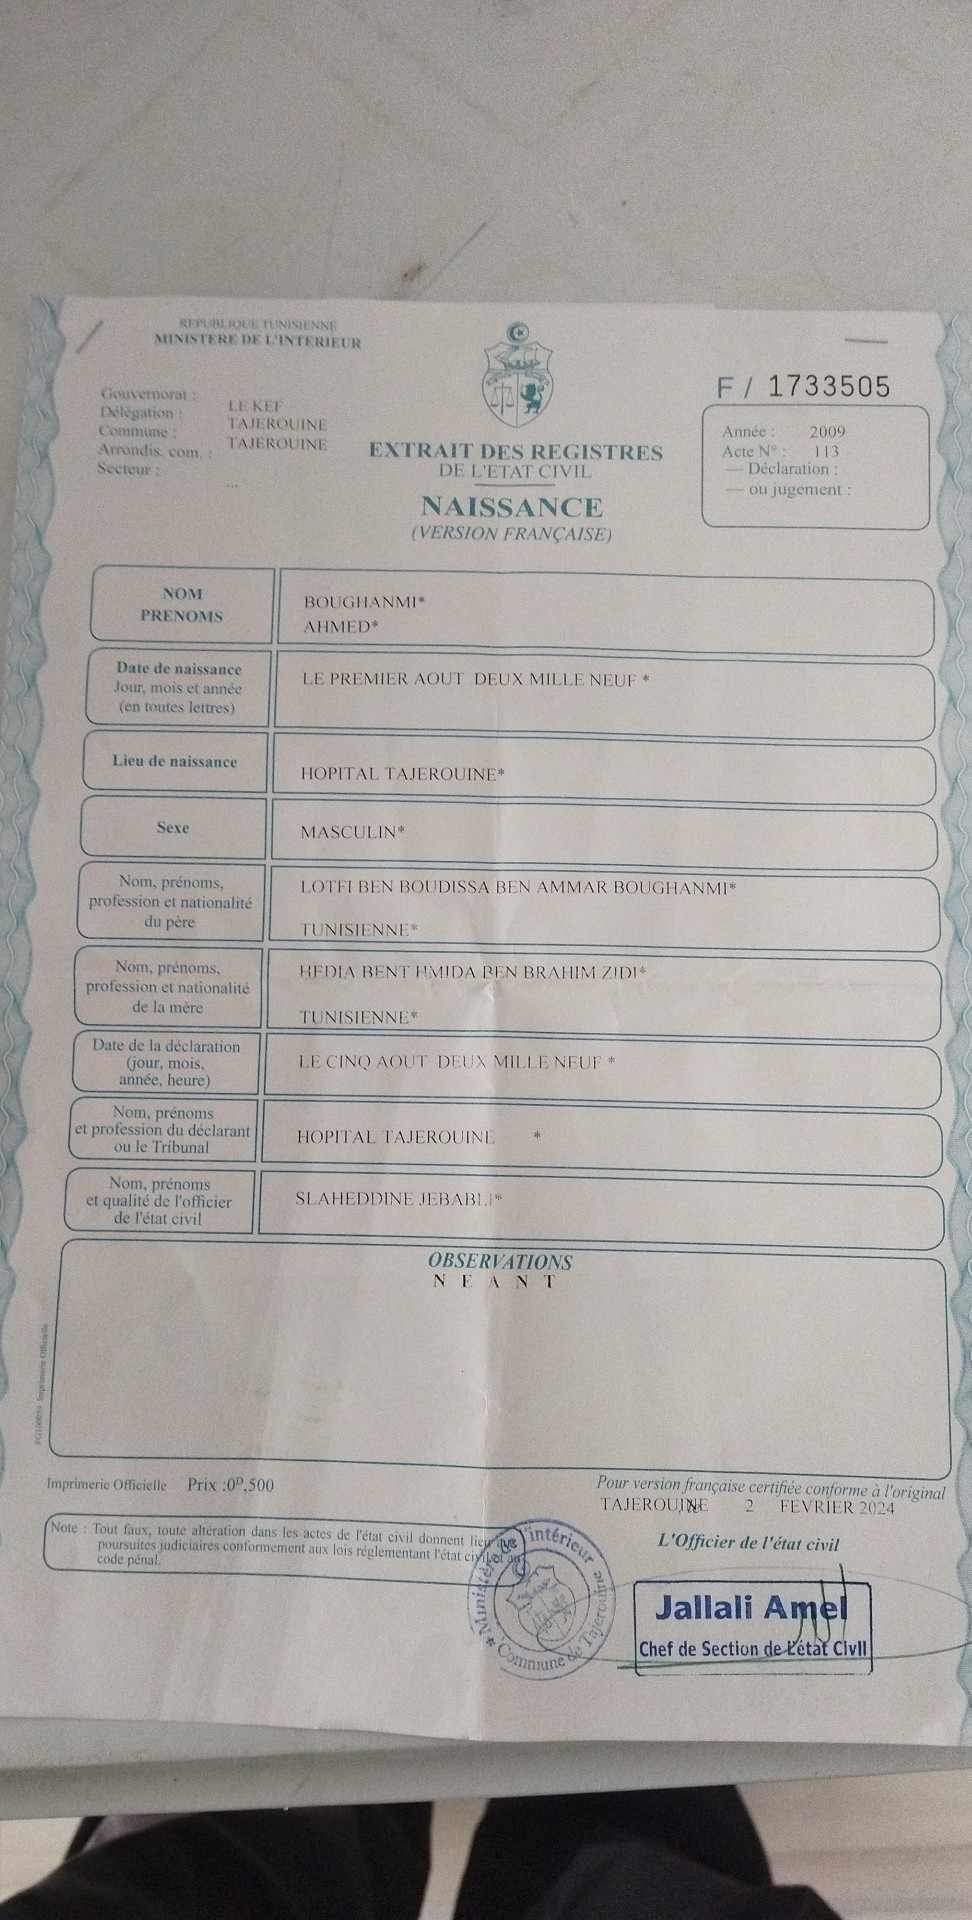 REPUBLIQUE TUNISIENNE
MINISTERE DE L'INTERIEUR
Gouvernorat : LE KEF
Délégation : TAJEROUINE
Commune : TAJEROUINE
Arrondis. com. :
Secteur : ...
EXTRAIT DES REGISTRES
DE L'ETAT CIVIL
NAISSANCE
(VERSION FRANÇAISE)
F / 1733505
Année : 2009
Acte N° : 113
— Déclaration :
— ou jugement :
NOM
PRENOMS
BOUGHANMI*
AHMED*
Date de naissance
Jour, mois et année
(en toutes lettres)
LE PREMIER AOUT DEUX MILLE NEUF *
Lieu de naissance
HOPITAL TAJEROUINE*
Sexe
MASCULIN*
Nom, prénoms,
profession et nationalité
du père
LOTFI BEN BOUDISSA BEN AMMAR BOUGHANMI*
TUNISIENNE*
Nom, prénoms,
profession et nationalité
de la mère
HEDIA BENT HMIDA BEN BRAHIM ZIDI*
TUNISIENNE*
Date de la déclaration
(jour, mois,
année, heure)
LE CINQ AOUT DEUX MILLE NEUF *
Nom, prénoms
et profession du déclarant
ou le Tribunal
HOPITAL TAJEROUINE *
Nom, prénoms
et qualité de l'officier
de l'état civil
SLAHEDDINE JEBABLI*
OBSERVATIONS
N E A N T
Imprimerie Officielle Prix :0ᴰ,500
Pour version française certifiée conforme à l'original
TAJEROUINE 2 FEVRIER 2024
L'Officier de l'état civil
Note : Tout faux, toute altération dans les actes de l'état civil donnent lieu aux
poursuites judiciaires conformement aux lois réglementant l'état civil et au
code pénal.
Ministère de l'intérieur
Commune de Tajerouine
Jallali Amel
Chef de Section de L'état Civil